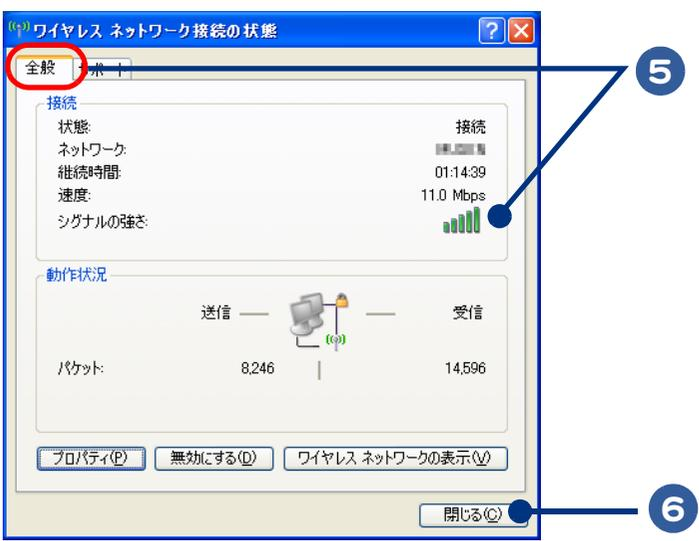 ワイヤレス ネットワーク接続の状態
全般
サポート
接続
状態: 接続
ネットワーク:
継続時間: 01:14:39
速度: 11.0 Mbps
シグナルの強さ:
5
動作状況
送信 受信
パケット: 8,246 14,596
プロパティ(P) 無効にする(D) ワイヤレス ネットワークの表示(V)
閉じる(C)
6